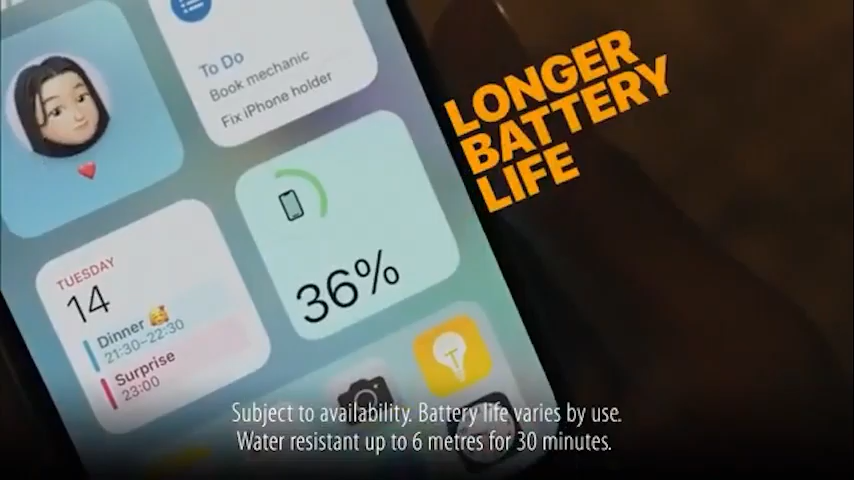 To Do
Book mechanic
Fix iPhone holder
LONGER
BATTERY
LIFE
36%
TUESDAY
14
Dinner 🥰
21:30–22:30
Surprise
23:00
Subject to availability. Battery life varies by use.
Water resistant up to 6 metres for 30 minutes.